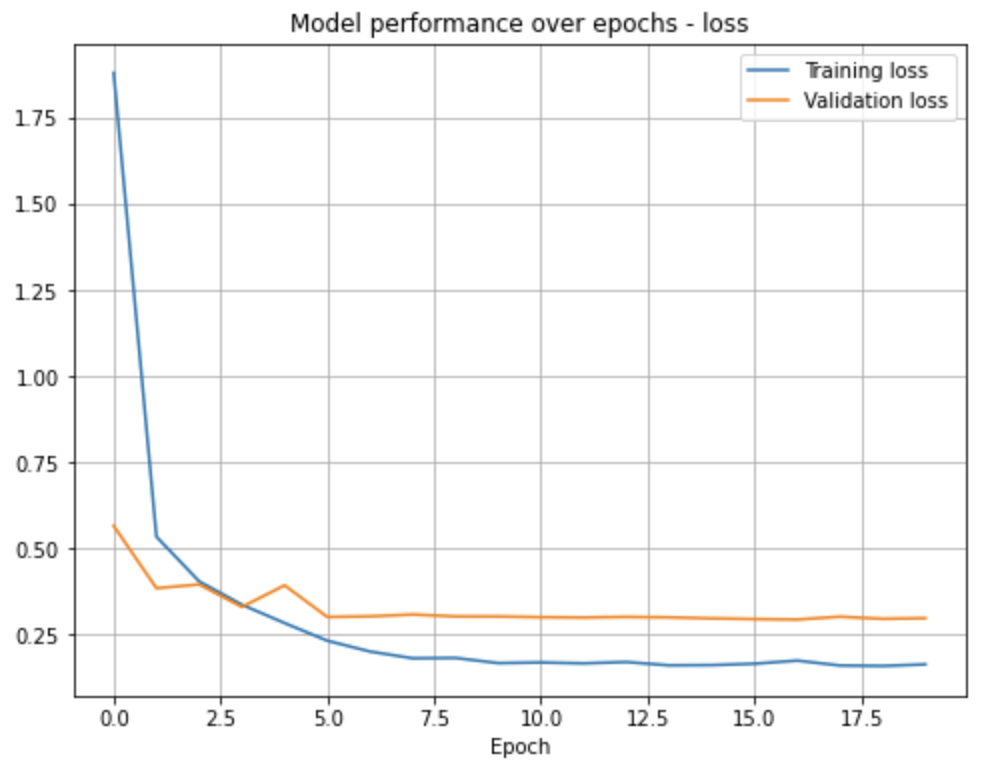 Model performance over epochs - loss
Training loss
Validation loss
1.75
1.50
1.25
1.00
0.75
0.50
0.25
0.0 2.5 5.0 7.5 10.0 12.5 15.0 17.5
Epoch